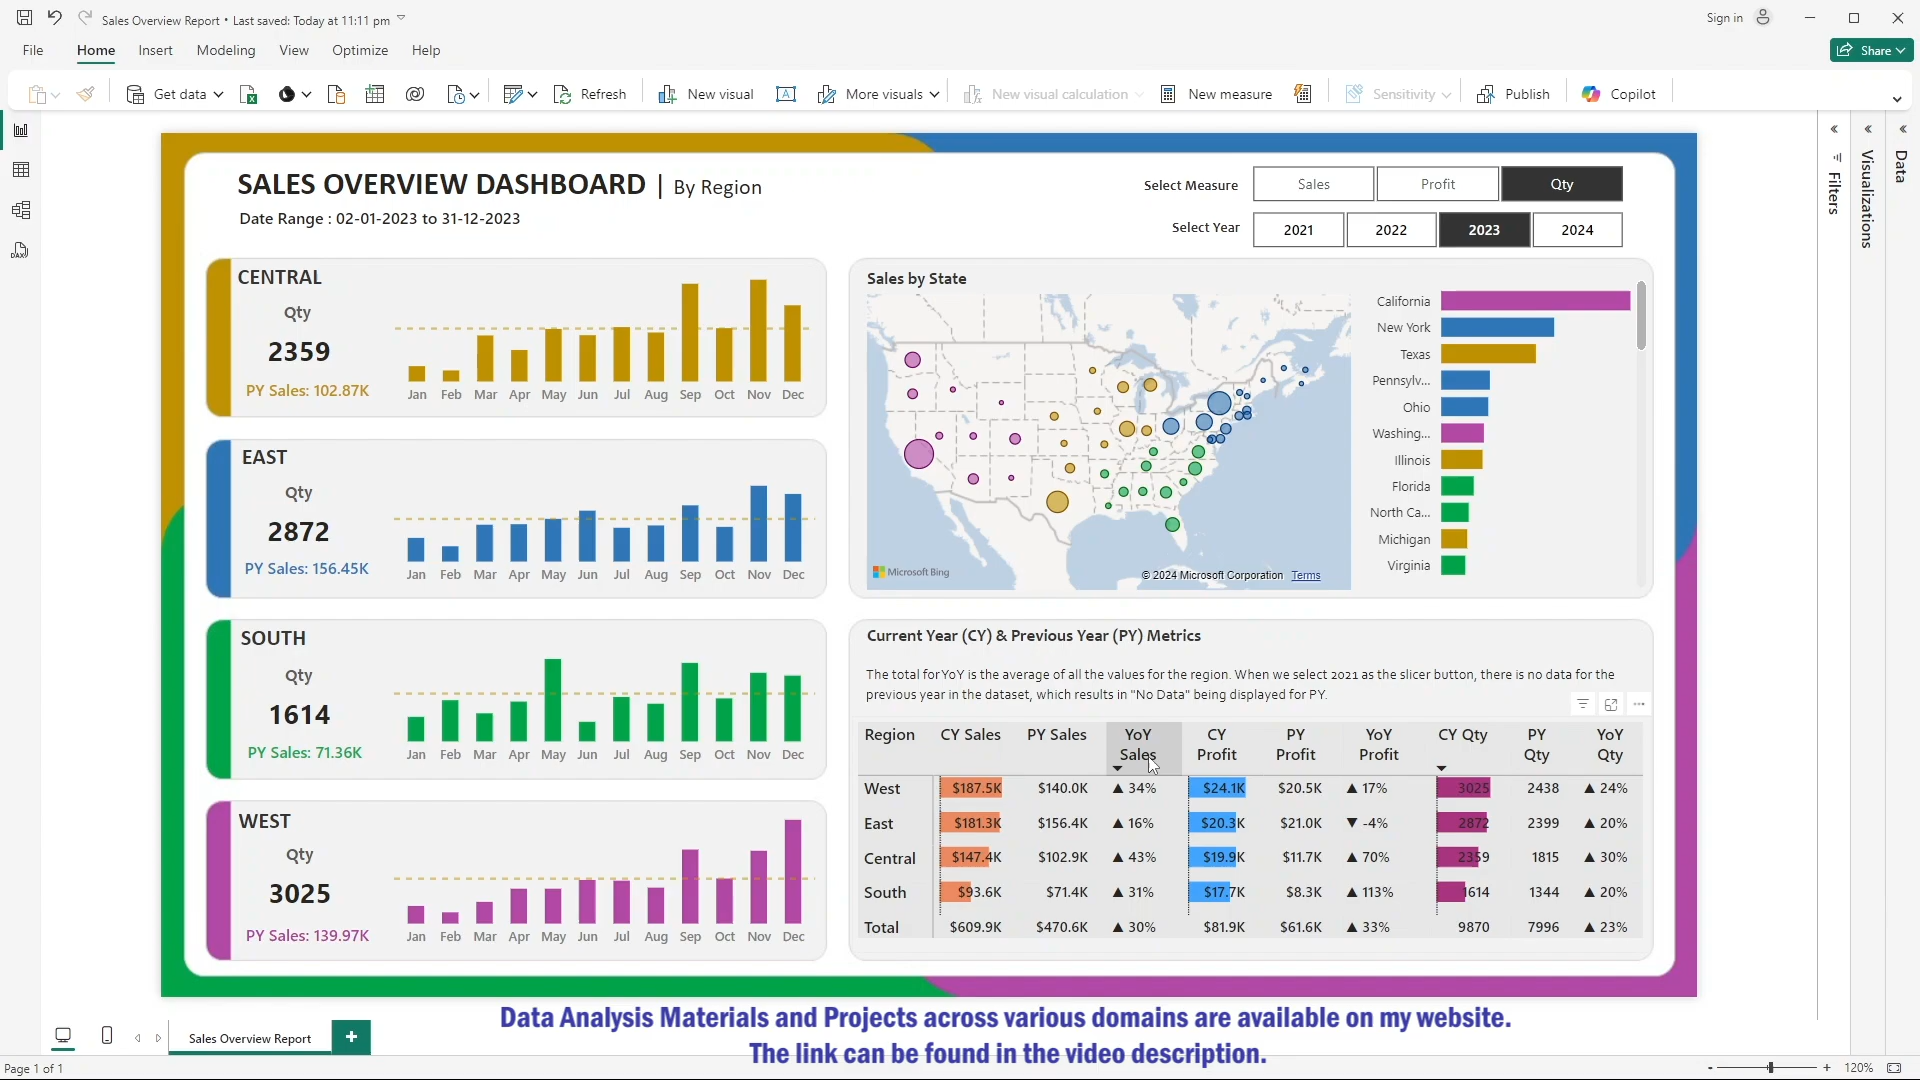 Sales Overview Report • Last saved: Today at 11:11 pm
Sign in
File Home Insert Modeling View Optimize Help
Share
Get data
Refresh
New visual
More visuals
New visual calculation
New measure
Sensitivity
Publish
Copilot
SALES OVERVIEW DASHBOARD | By Region
Date Range : 02-01-2023 to 31-12-2023
Select Measure Sales Profit Qty
Select Year 2021 2022 2023 2024
CENTRAL
Qty
2359
PY Sales: 102.87K
Jan Feb Mar Apr May Jun Jul Aug Sep Oct Nov Dec
EAST
Qty
2872
PY Sales: 156.45K
Jan Feb Mar Apr May Jun Jul Aug Sep Oct Nov Dec
SOUTH
Qty
1614
PY Sales: 71.36K
Jan Feb Mar Apr May Jun Jul Aug Sep Oct Nov Dec
WEST
Qty
3025
PY Sales: 139.97K
Jan Feb Mar Apr May Jun Jul Aug Sep Oct Nov Dec
Sales by State
Microsoft Bing
© 2024 Microsoft Corporation Terms
California
New York
Texas
Pennsylv...
Ohio
Washing...
Illinois
Florida
North Ca...
Michigan
Virginia
Current Year (CY) & Previous Year (PY) Metrics
The total for YoY is the average of all the values for the region. When we select 2021 as the slicer button, there is no data for the
previous year in the dataset, which results in "No Data" being displayed for PY.
Region CY Sales PY Sales YoY Sales CY Profit PY Profit YoY Profit CY Qty PY Qty YoY Qty
West $187.5K $140.0K ▲ 34% $24.1K $20.5K ▲ 17% 3025 2438 ▲ 24%
East $181.3K $156.4K ▲ 16% $20.3K $21.0K ▼ -4% 2872 2399 ▲ 20%
Central $147.4K $102.9K ▲ 43% $19.9K $11.7K ▲ 70% 2359 1815 ▲ 30%
South $93.6K $71.4K ▲ 31% $17.7K $8.3K ▲ 113% 1614 1344 ▲ 20%
Total $609.9K $470.6K ▲ 30% $81.9K $61.6K ▲ 33% 9870 7996 ▲ 23%
Filters
Visualizations
Data
Data Analysis Materials and Projects across various domains are available on my website.
The link can be found in the video description.
Sales Overview Report
Page 1 of 1
120%